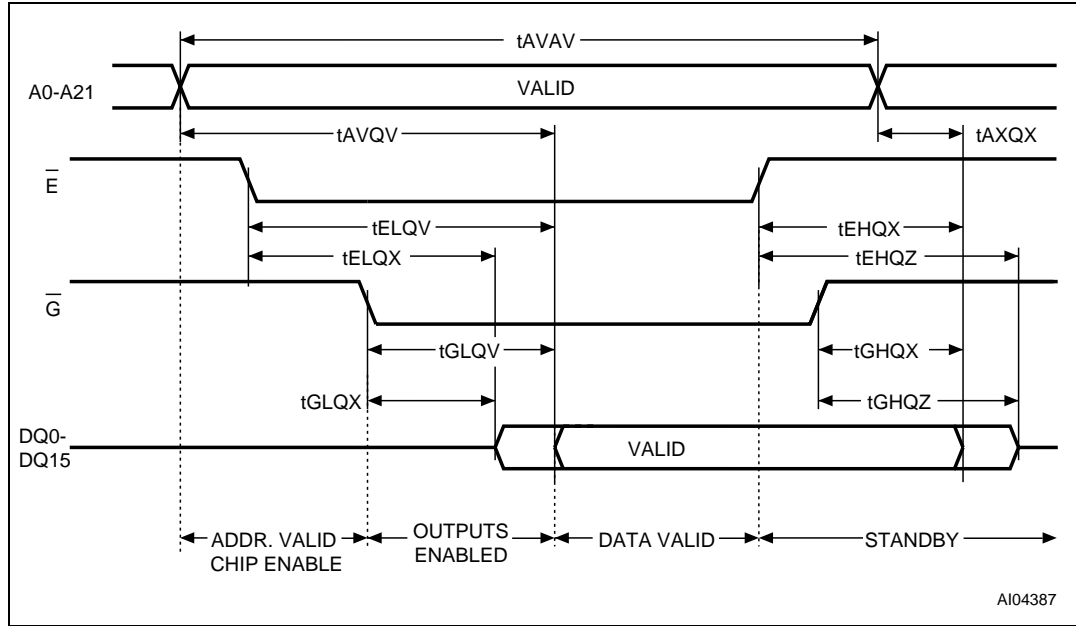 tAVAV
A0-A21
VALID
tAVQV
tAXQX
E
tELQV
tEHQX
tELQX
tEHQZ
G
tGLQV
tGHQX
tGLQX
tGHQZ
DQ0-
DQ15
VALID
ADDR. VALID
CHIP ENABLE
OUTPUTS
ENABLED
DATA VALID
STANDBY
AI04387